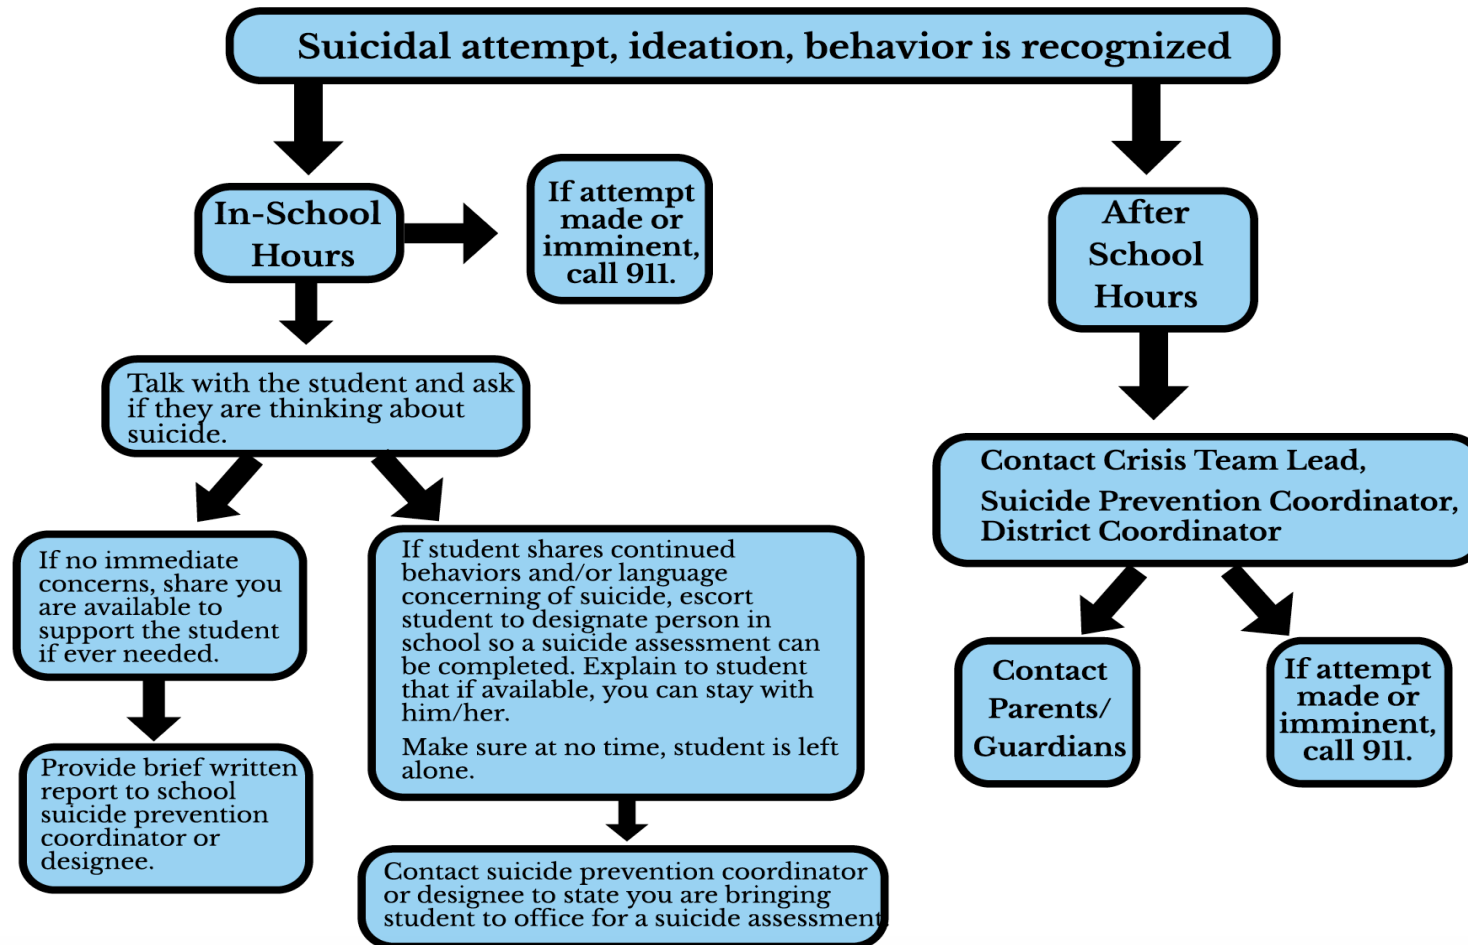 Suicidal attempt, ideation, behavior is recognized
In-School
Hours
If attempt
made or
imminent,
call 911.
After
School
Hours
Talk with the student and ask
if they are thinking about
suicide.
If no immediate
concerns, share you
are available to
support the student
if ever needed.
Provide brief written
report to school
suicide prevention
coordinator or
designee.
If student shares continued
behaviors and/or language
concerning of suicide, escort
student to designate person in
school so a suicide assessment can
be completed. Explain to student
that if available, you can stay with
him/her.
Make sure at no time, student is left
alone.
Contact suicide prevention coordinator
or designee to state you are bringing
student to office for a suicide assessment.
Contact Crisis Team Lead,
Suicide Prevention Coordinator,
District Coordinator
Contact
Parents/
Guardians
If attempt
made or
imminent,
call 911.